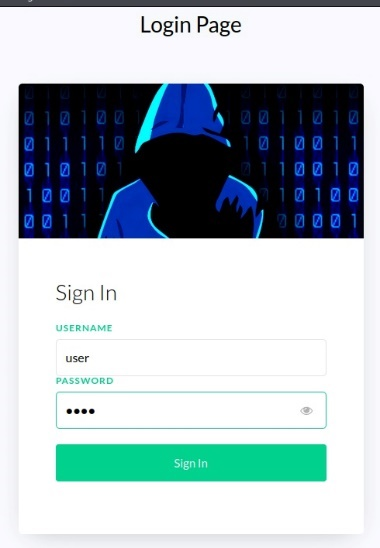 Login Page
Sign In
USERNAME
user
PASSWORD
••••
Sign In